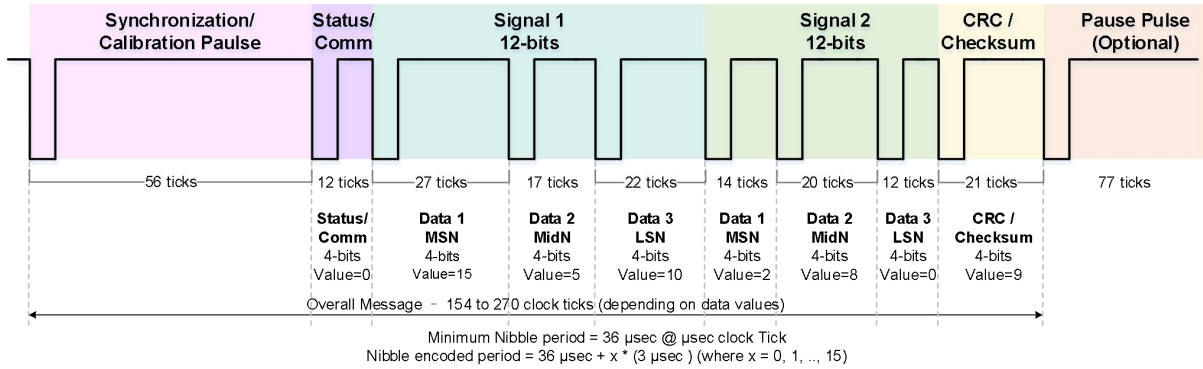 Synchronization/
Calibration Paulse
Status/
Comm
Signal 1
12-bits
Signal 2
12-bits
CRC /
Checksum
Pause Pulse
(Optional)
56 ticks
12 ticks
27 ticks
17 ticks
22 ticks
14 ticks
20 ticks
12 ticks
21 ticks
77 ticks
Status/
Comm
4-bits
Value=0
Data 1
MSN
4-bits
Value=15
Data 2
MidN
4-bits
Value=5
Data 3
LSN
4-bits
Value=10
Data 1
MSN
4-bits
Value=2
Data 2
MidN
4-bits
Value=8
Data 3
LSN
4-bits
Value=0
CRC /
Checksum
4-bits
Value=9
Overall Message - 154 to 270 clock ticks (depending on data values)
Minimum Nibble period = 36 µsec @ µsec clock Tick
Nibble encoded period = 36 µsec + x * (3 µsec ) (where x = 0, 1, .., 15)